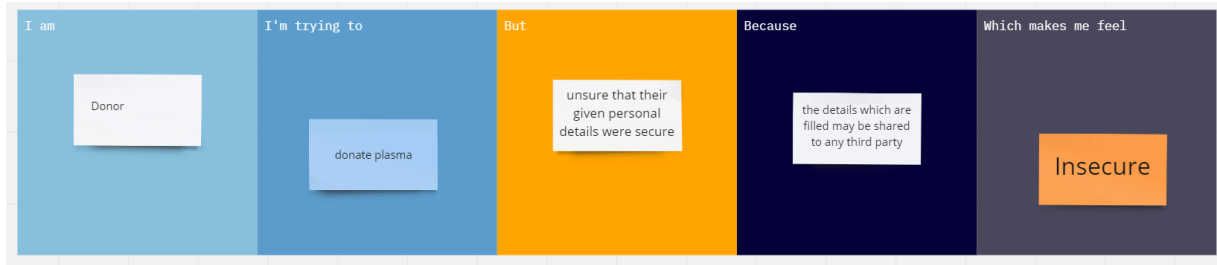 I am
I'm trying to
But
Because
Which makes me feel
Donor
donate plasma
unsure that their
given personal
details were secure
the details which are
filled may be shared
to any third party
Insecure